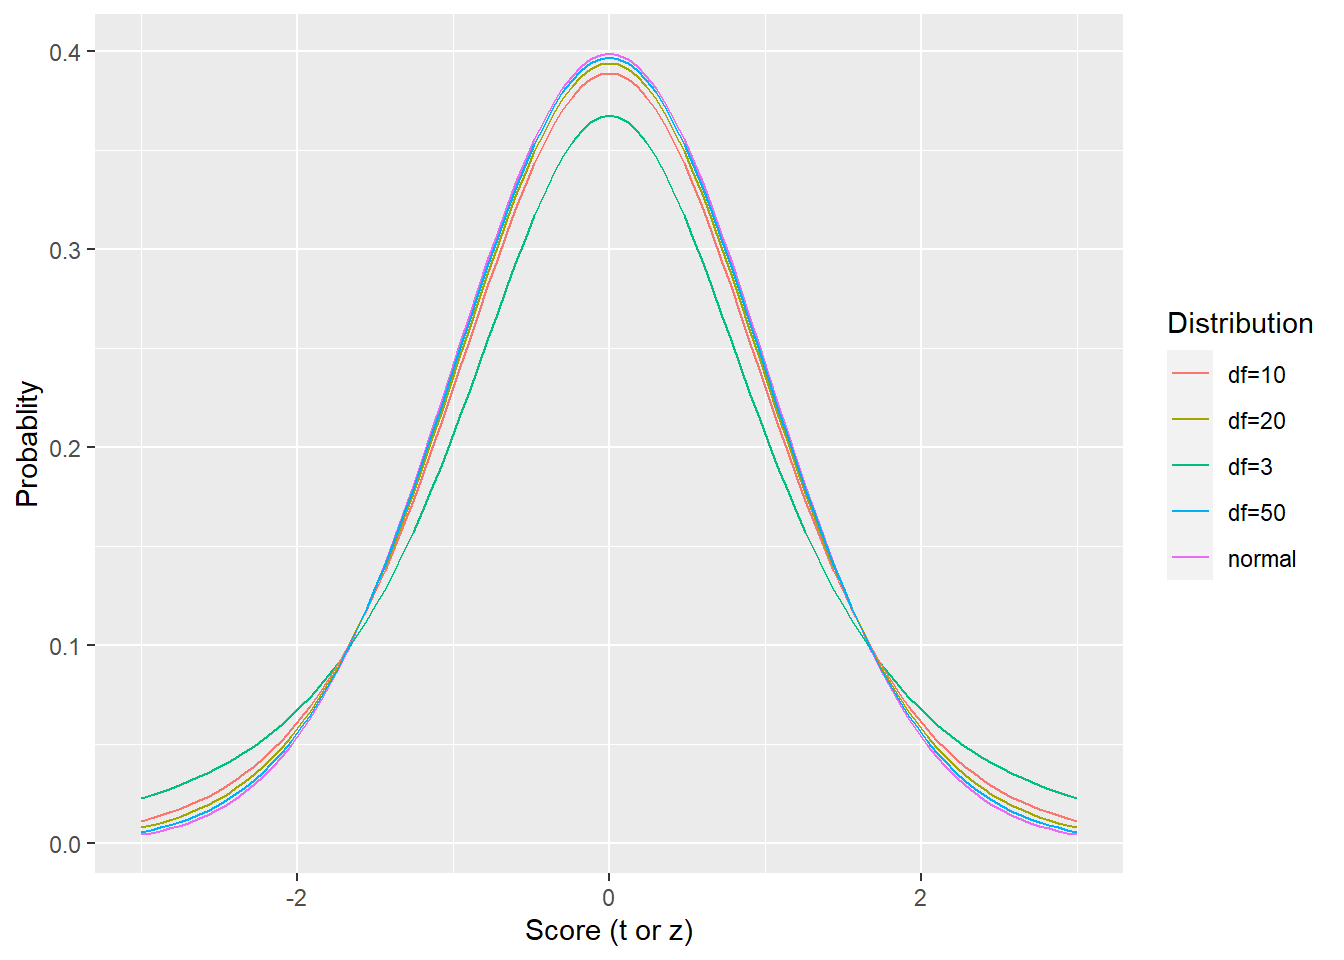 0.4
0.3
0.2
0.1
0.0
Probablity
-2
0
2
Score (t or z)
Distribution
df=10
df=20
df=3
df=50
normal